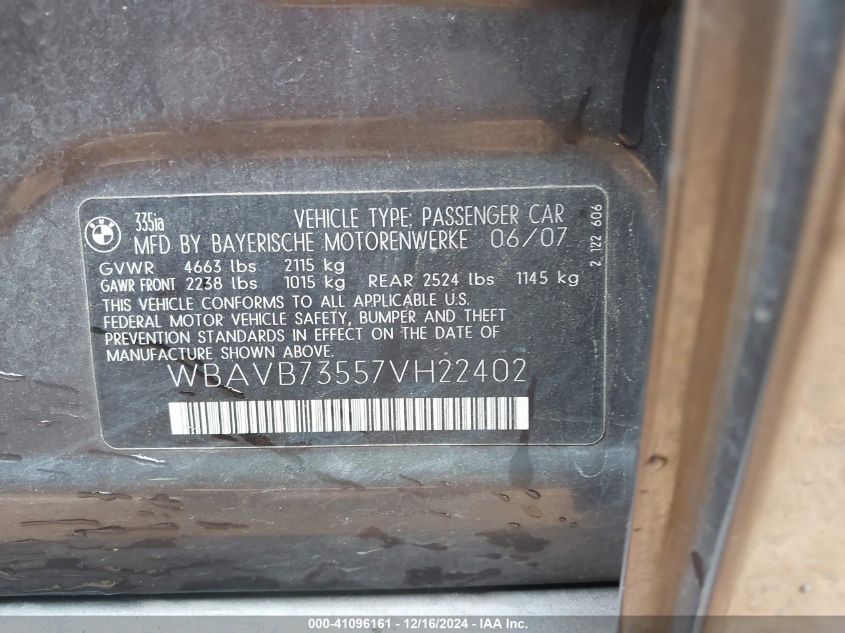 BMW
335ia
VEHICLE TYPE: PASSENGER CAR
MFD BY BAYERISCHE MOTORENWERKE 06/07
GVWR 4663 lbs 2115 kg
GAWR FRONT 2238 lbs 1015 kg REAR 2524 lbs 1145 kg
THIS VEHICLE CONFORMS TO ALL APPLICABLE U.S.
FEDERAL MOTOR VEHICLE SAFETY, BUMPER AND THEFT
PREVENTION STANDARDS IN EFFECT ON THE DATE OF
MANUFACTURE SHOWN ABOVE.
WBAVB73557VH22402
2 122 606
000-41096161 - 12/16/2024 - IAAI.com